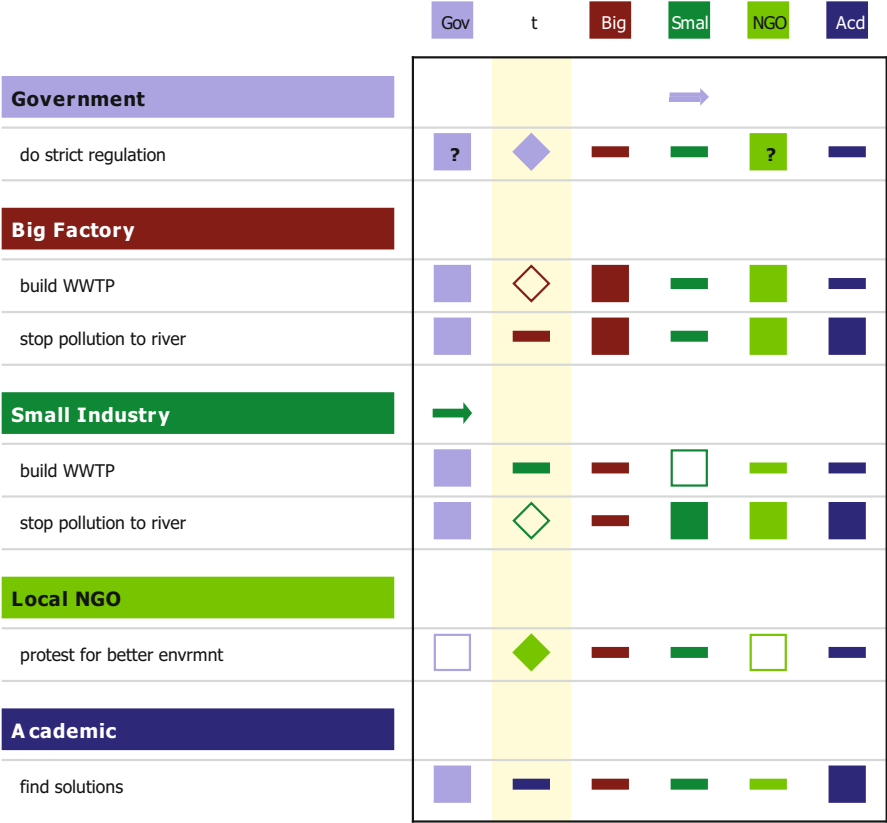 Gov t Big Smal NGO Acd
Government
do strict regulation ? ?
Big Factory
build WWTP
stop pollution to river
Small Industry
build WWTP
stop pollution to river
Local NGO
protest for better envrmnt
Academic
find solutions